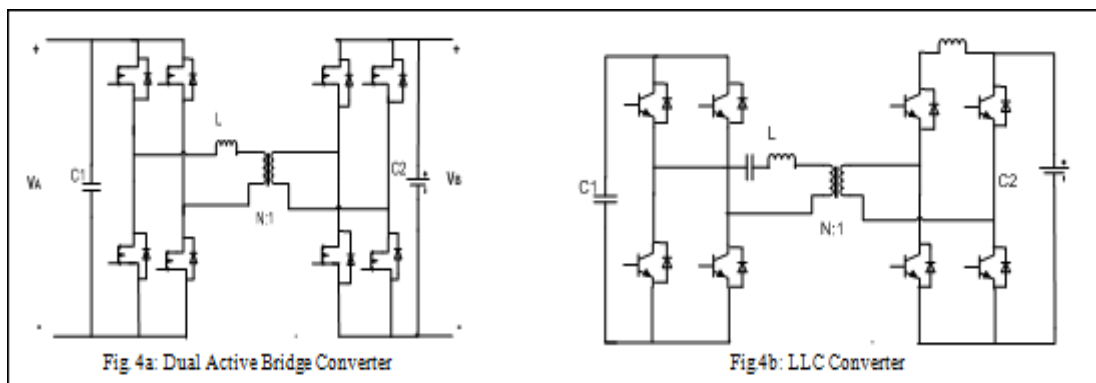 + +
L L
VA C1 C2 VB C1 C2
N:1 N:1
- -
Fig. 4a: Dual Active Bridge Converter
Fig.4b: LLC Converter